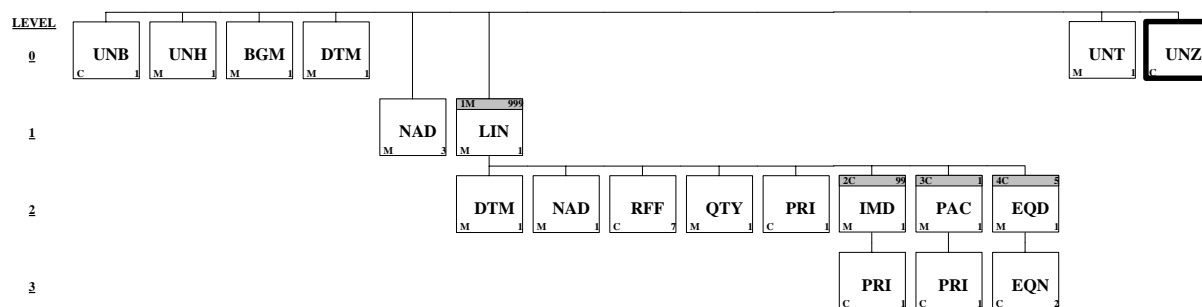 LEVEL
0
UNB
C 1
UNH
M 1
BGM
M 1
DTM
M 1
UNT
M 1
UNZ
C
1
NAD
M 3
1M 999
LIN
M 1
2
DTM
M 1
NAD
M 1
RFF
C 7
QTY
M 1
PRI
C 1
2C 99
IMD
M 1
3C 1
PAC
M 1
4C 5
EQD
M 1
3
PRI
C 1
PRI
C 1
EQN
C 2